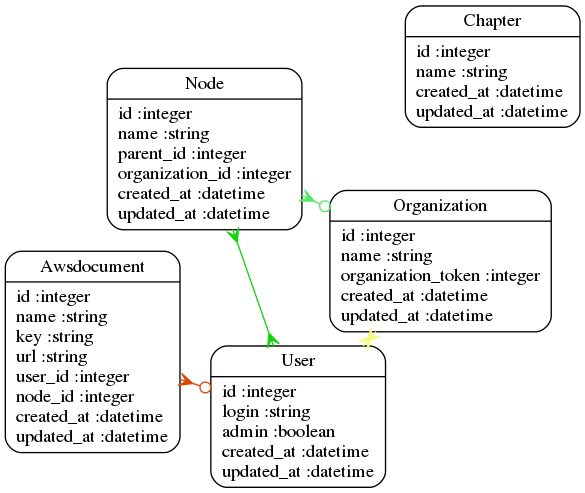 Chapter
id :integer
name :string
created_at :datetime
updated_at :datetime
Node
id :integer
name :string
parent_id :integer
organization_id :integer
created_at :datetime
updated_at :datetime
Organization
id :integer
name :string
organization_token :integer
created_at :datetime
updated_at :datetime
Awsdocument
id :integer
name :string
key :string
url :string
user_id :integer
node_id :integer
created_at :datetime
updated_at :datetime
User
id :integer
login :string
admin :boolean
created_at :datetime
updated_at :datetime